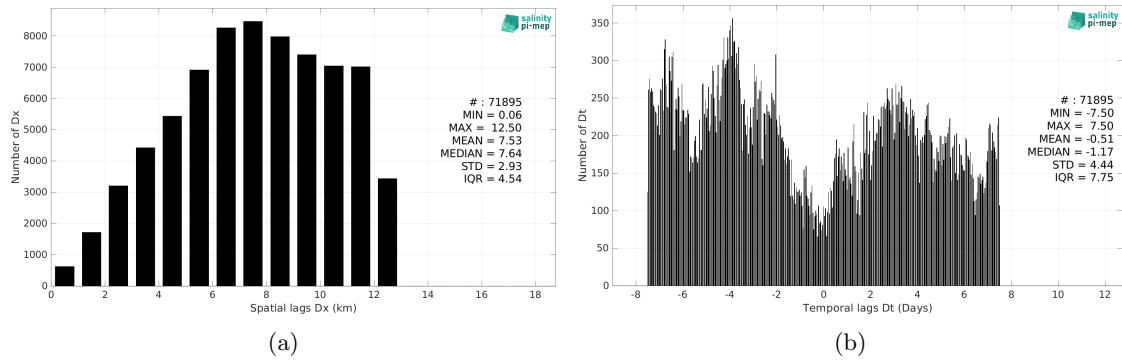 salinity
pi-mep
8000
7000
6000
5000
4000
3000
2000
1000
0
Number of Dx
# : 71895
MIN = 0.06
MAX = 12.50
MEAN = 7.53
MEDIAN = 7.64
STD = 2.93
IQR = 4.54
0 2 4 6 8 10 12 14 16 18
Spatial lags Dx (km)
(a)
salinity
pi-mep
350
300
250
200
150
100
50
0
Number of Dt
# : 71895
MIN = -7.50
MAX = 7.50
MEAN = -0.51
MEDIAN = -1.17
STD = 4.44
IQR = 7.75
-8 -6 -4 -2 0 2 4 6 8 10 12
Temporal lags Dt (Days)
(b)